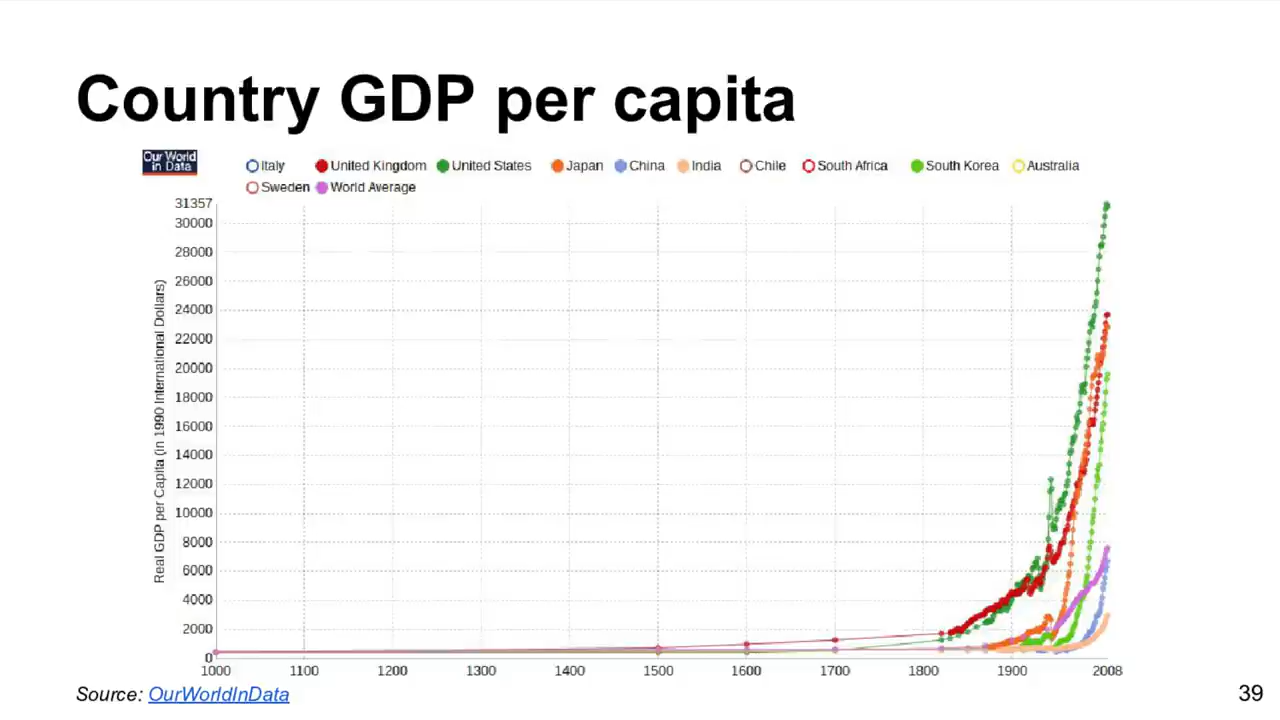 Country GDP per capita
Our World
in Data
Italy United Kingdom United States Japan China India Chile South Africa South Korea Australia
Sweden World Average
31357
30000
28000
26000
24000
22000
20000
18000
16000
14000
12000
10000
8000
6000
4000
2000
0
Real GDP per Capita (in 1990 International Dollars)
1000 1100 1200 1300 1400 1500 1600 1700 1800 1900 2008
Source: OurWorldInData
39